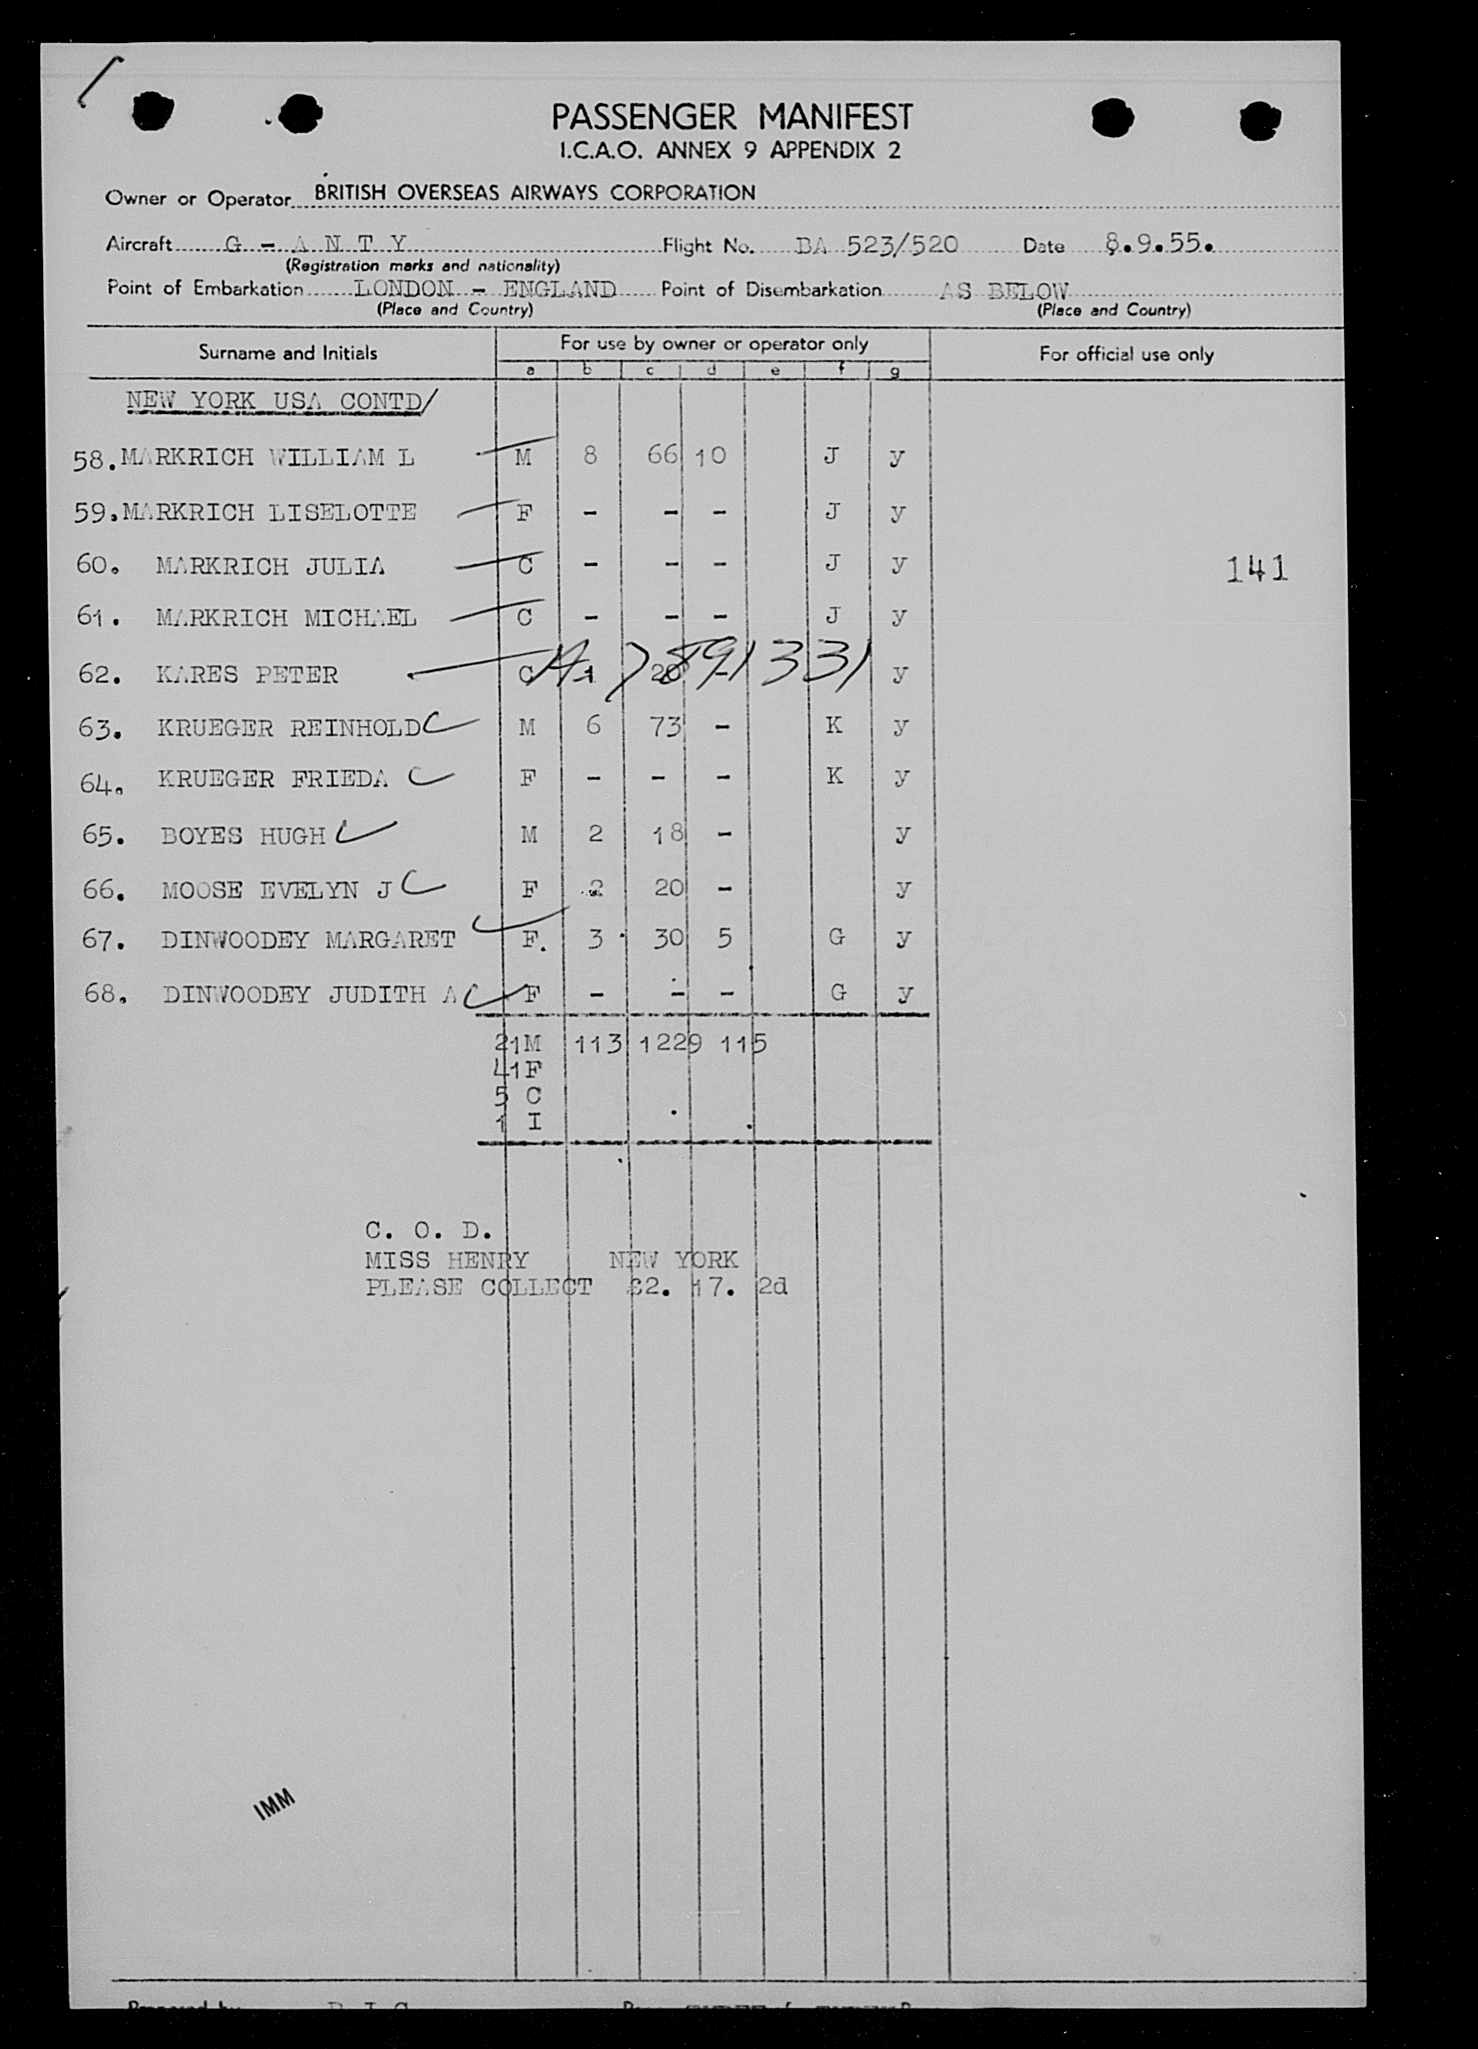 PASSENGER MANIFEST
I.C.A.O. ANNEX 9 APPENDIX 2
Owner or Operator BRITISH OVERSEAS AIRWAYS CORPORATION
Aircraft G - A N T Y Flight No. BA 523/520 Date 8.9.55.
(Registration marks and nationality)
Point of Embarkation LONDON - ENGLAND Point of Disembarkation AS BELOW
(Place and Country) (Place and Country)
Surname and Initials For use by owner or operator only For official use only
a b c d e f g
NEW YORK USA CONTD/
58. MARKRICH WILLIAM L M 8 66 10 J y
59. MARKRICH LISELOTTE F - - - J y
60. MARKRICH JULIA C - - - J y 141
61. MARKRICH MICHAEL C - - - J y
62. KARES PETER C 1 20 - y
A 7891331
63. KRUEGER REINHOLD M 6 73 - K y
64. KRUEGER FRIEDA F - - - K y
65. BOYES HUGH M 2 18 - y
66. MOOSE EVELYN J F 2 20 - y
67. DINWOODEY MARGARET F. 3 30 5 G y
68. DINWOODEY JUDITH A F - - - G y
21M 113 1229 115
41F
5 C
1 I
C. O. D.
MISS HENRY NEW YORK
PLEASE COLLECT £2. 17. 2d
IMM